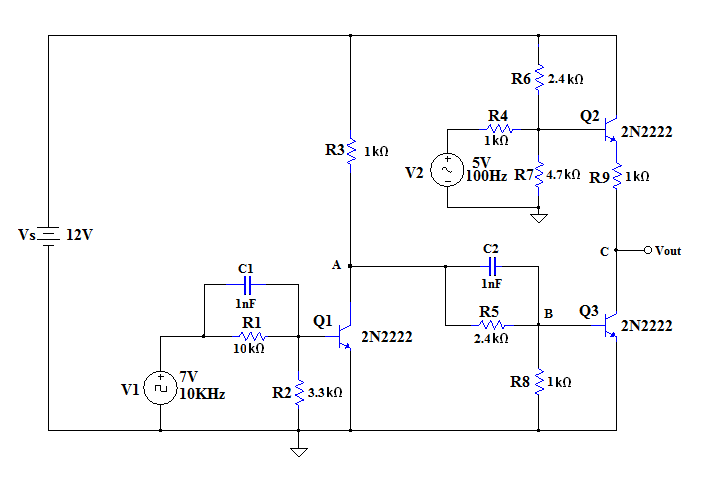 R6 2.4kΩ
R4
1kΩ
Q2
2N2222
R3 1kΩ
V2
5V
100Hz
R7 4.7kΩ
R9 1kΩ
Vs 12V
A
C Vout
C2
1nF
C1
1nF
R1
10kΩ
Q1
2N2222
R5
2.4kΩ
B
Q3
2N2222
V1
7V
10KHz
R2 3.3kΩ
R8 1kΩ